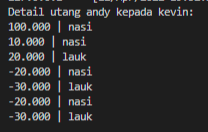 Detail utang andy kepada kevin:
100.000 | nasi
10.000 | nasi
20.000 | lauk
-20.000 | nasi
-30.000 | lauk
-20.000 | nasi
-30.000 | lauk